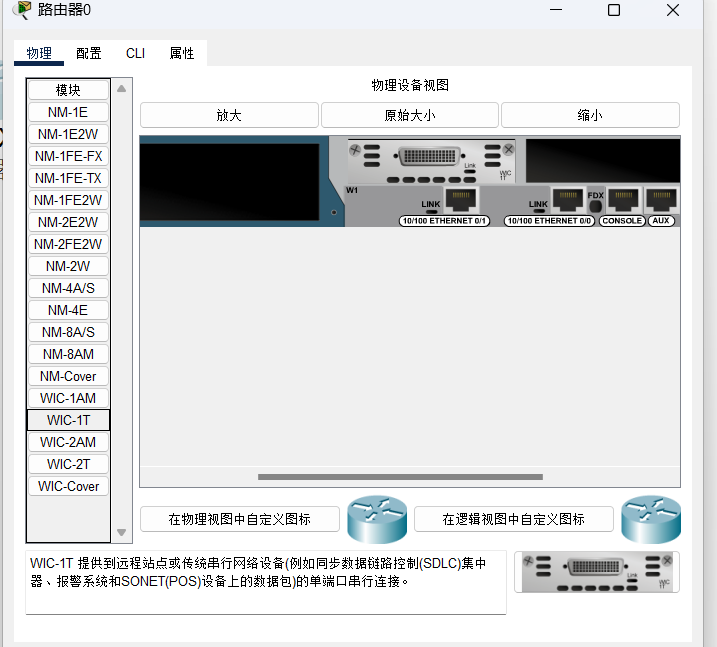 路由器0
物理 配置 CLI 属性
模块
NM-1E
NM-1E2W
NM-1FE-FX
NM-1FE-TX
NM-1FE2W
NM-2E2W
NM-2FE2W
NM-2W
NM-4A/S
NM-4E
NM-8A/S
NM-8AM
NM-Cover
WIC-1AM
WIC-1T
WIC-2AM
WIC-2T
WIC-Cover
物理设备视图
放大 原始大小 缩小
Link
WIC
1T
W1
LINK LINK FDX
10/100 ETHERNET 0/1 10/100 ETHERNET 0/0 CONSOLE AUX
在物理视图中自定义图标 在逻辑视图中自定义图标
WIC-1T 提供到远程站点或传统串行网络设备(例如同步数据链路控制(SDLC)集中
器、报警系统和SONET(POS)设备上的数据包)的单端口串行连接。
Link
WIC
1T